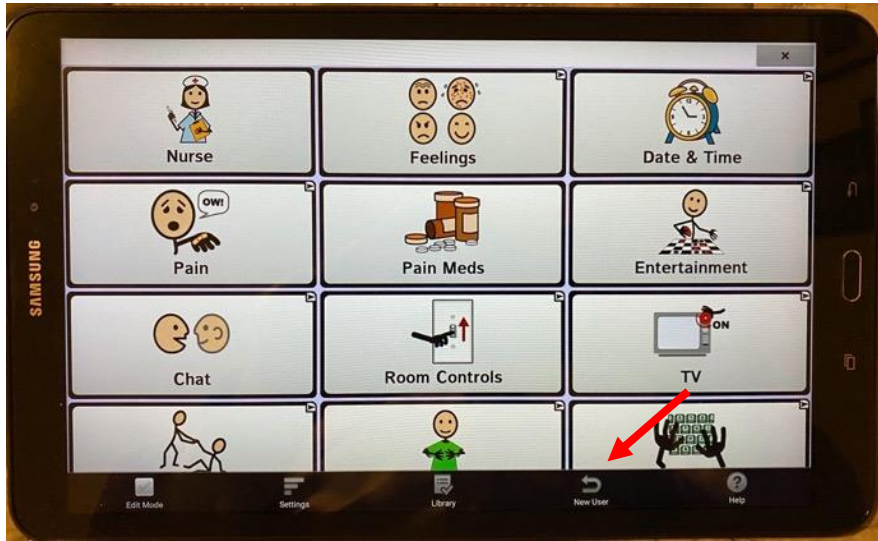 ×
Nurse
Feelings
Date & Time
OW!
Pain
Pain Meds
Entertainment
Chat
Room Controls
ON
TV
Edit Mode
Settings
Library
New User
Help
SAMSUNG